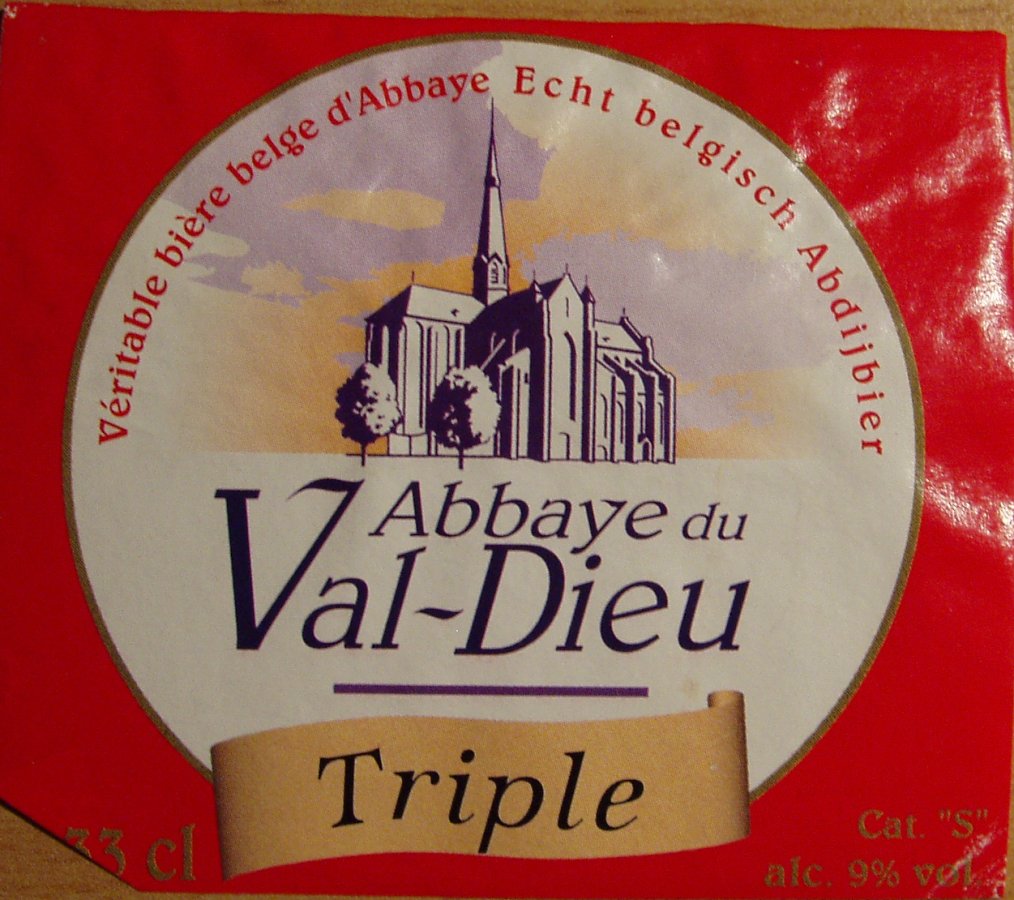 Véritable bière belge d'Abbaye Echt belgisch Abdijbier
Abbaye du
Val-Dieu
Triple
33 cl
Cat. "S"
alc. 9% vol.